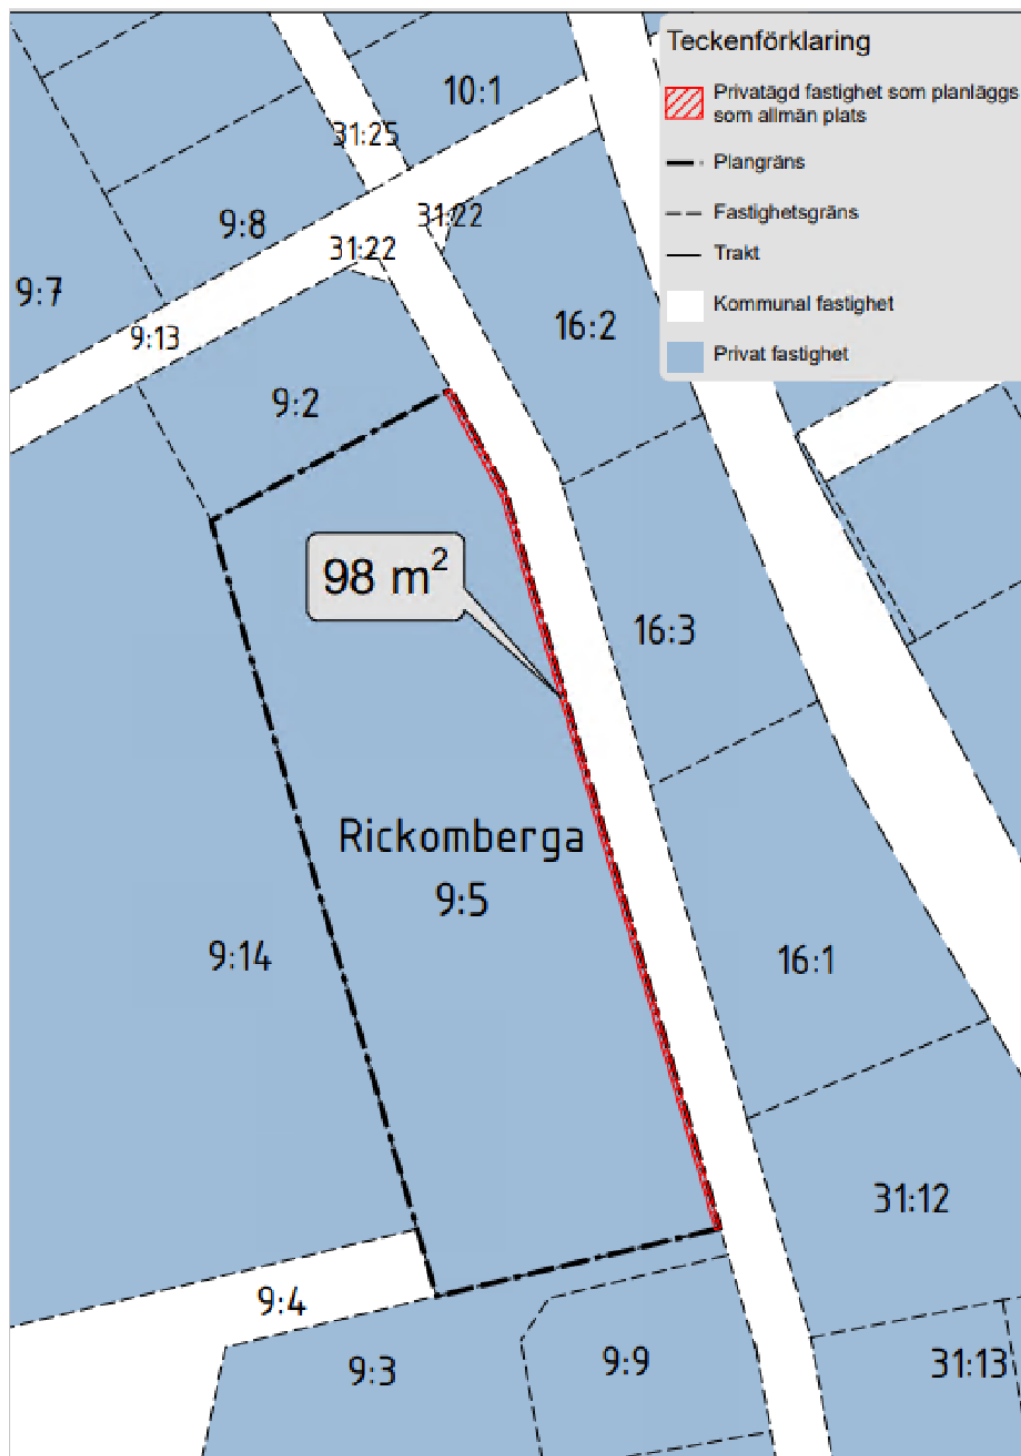 Teckenförklaring
Privatägd fastighet som planläggs
som allmän plats
Plangräns
Fastighetsgräns
Trakt
Kommunal fastighet
Privat fastighet
10:1
31:25
9:8
31:22
31:22
9:7
9:13
16:2
9:2
98 m²
16:3
Rickomberga
9:5
9:14
16:1
31:12
9:4
9:3
9:9
31:13